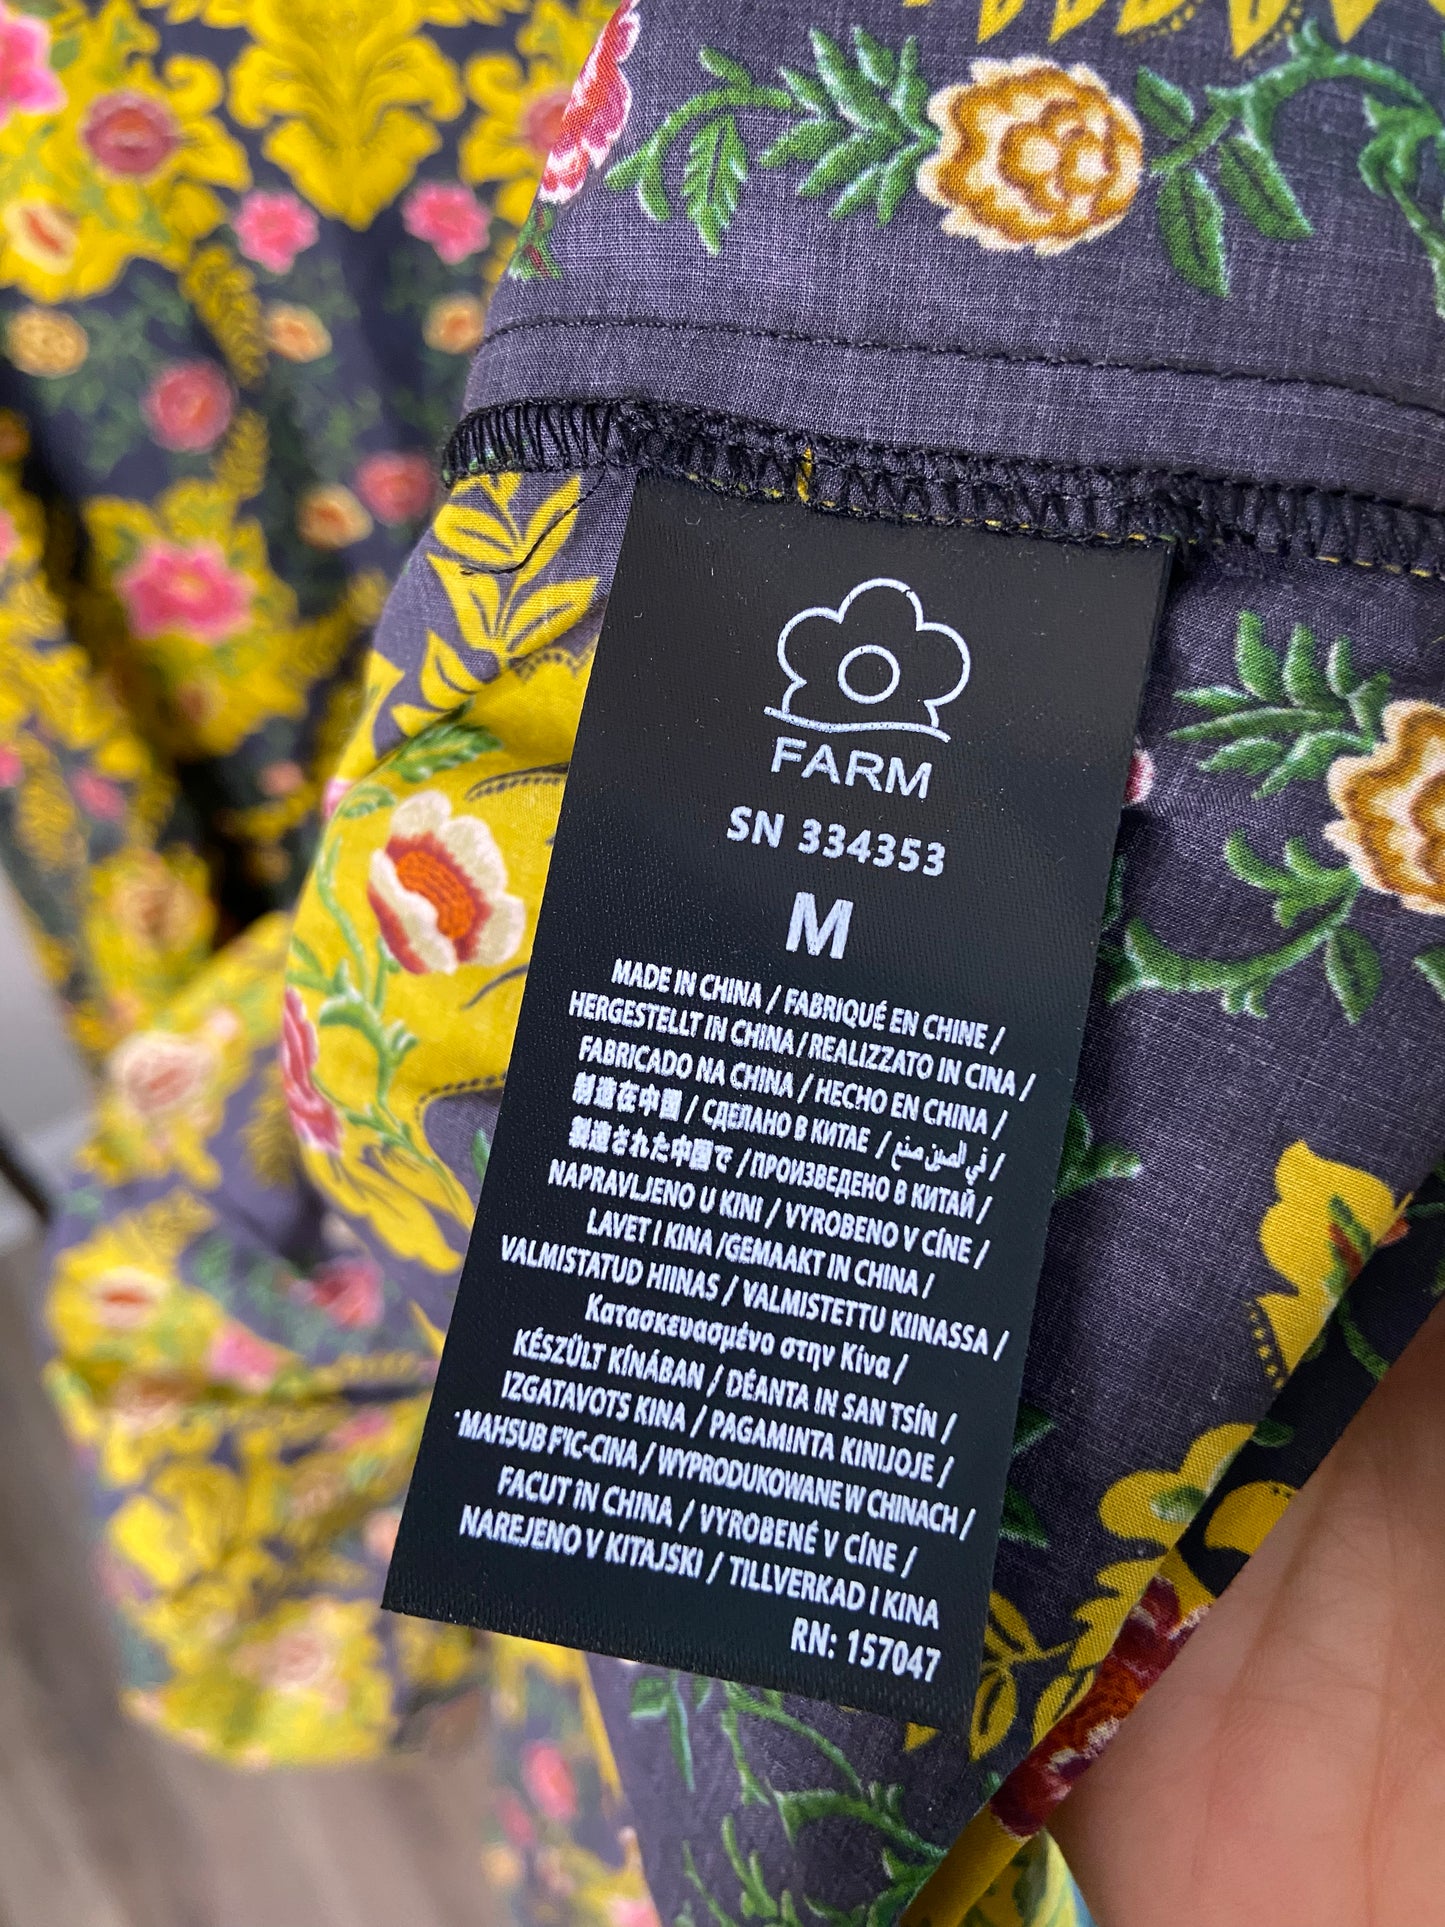 FARM
SN 334353
M
MADE IN CHINA / FABRIQUÉ EN CHINE /
HERGESTELLT IN CHINA / REALIZZATO IN CINA /
FABRICADO NA CHINA / HECHO EN CHINA /
制造在中国 / СДЕЛАНО В КИТАЕ / في الصين صنع /
製造された中国で / ПРОИЗВЕДЕНО В КИТАЙ /
NAPRAVLJENO U KINI / VYROBENO V CÍNE /
LAVET I KINA /GEMAAKT IN CHINA /
VALMISTATUD HIINAS / VALMISTETTU KIINASSA /
Κατασκευασμένο στην Κίνα /
KÉSZÜLT KÍNÁBAN / DÉANTA IN SAN TSÍN /
IZGATAVOTS KINA / PAGAMINTA KINIJOJE /
MAHSUB F'IC-CINA / WYPRODUKOWANE W CHINACH /
FACUT îN CHINA / VYROBENÉ V CÍNE /
NAREJENO V KITAJSKI / TILLVERKAD I KINA
RN: 157047